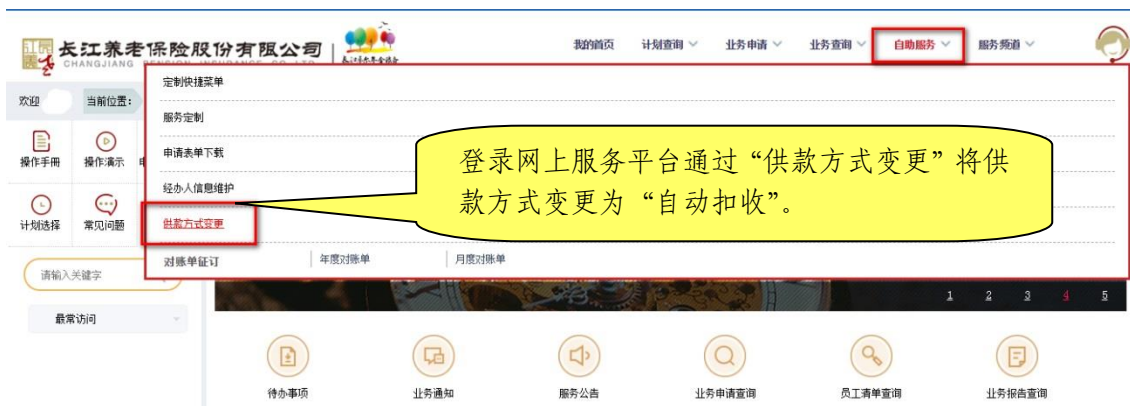 长江养老保险股份有限公司
CHANGJIANG PENSION INSURANCE CO.,LTD
我的首页 计划查询 业务申请 业务查询 自助服务 服务频道
欢迎 当前位置：
定制快捷菜单
服务定制
申请表单下载
经办人信息维护
供款方式变更
对账单征订 年度对账单 月度对账单
登录网上服务平台通过“供款方式变更”将供
款方式变更为“自动扣收”。
操作手册 操作演示
计划选择 常见问题
请输入关键字
最常访问
1 2 3 4 5
待办事项 业务通知 服务公告 业务申请查询 员工清单查询 业务报告查询